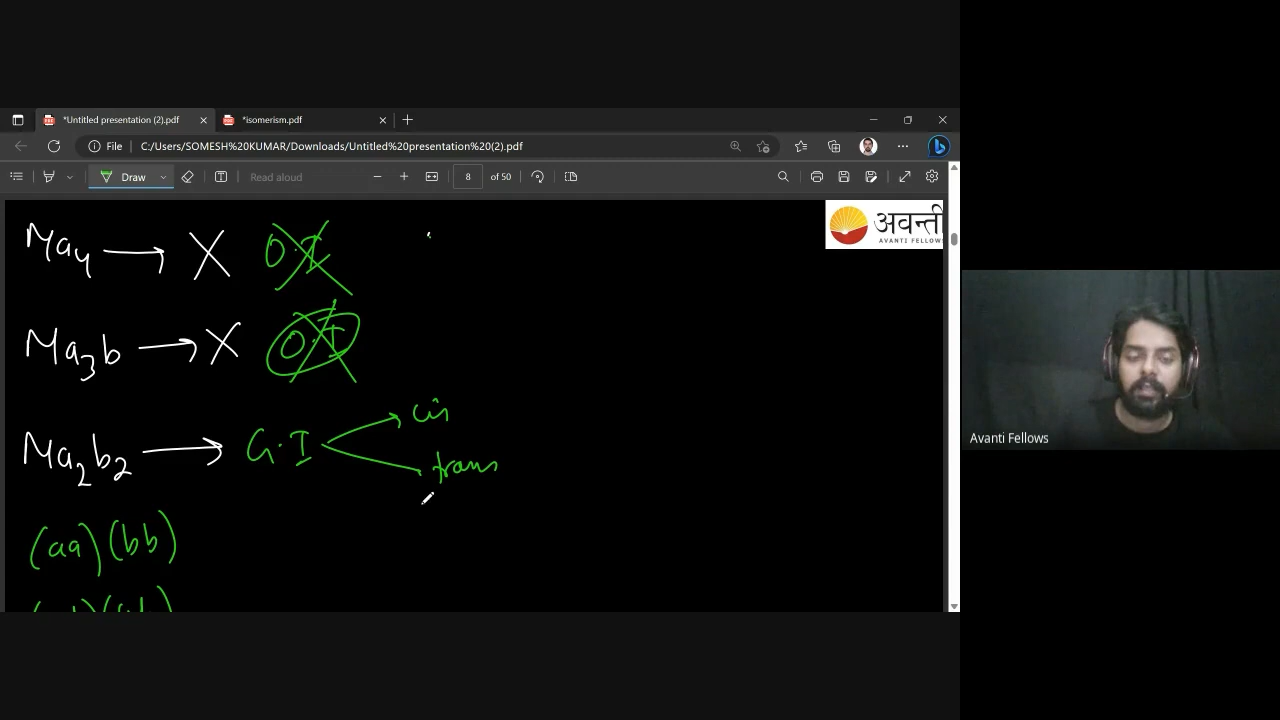 *Untitled presentation (2).pdf
*isomerism.pdf
File
C:/Users/SOMESH%20KUMAR/Downloads/Untitled%20presentation%20(2).pdf
Draw
Read aloud
8 of 50
अवन्ती
AVANTI FELLOWS
Ma₄ → X O.I
Ma₃b → X O.I
Ma₂b₂ → G.I cis
trans
(aa)(bb)
Avanti Fellows